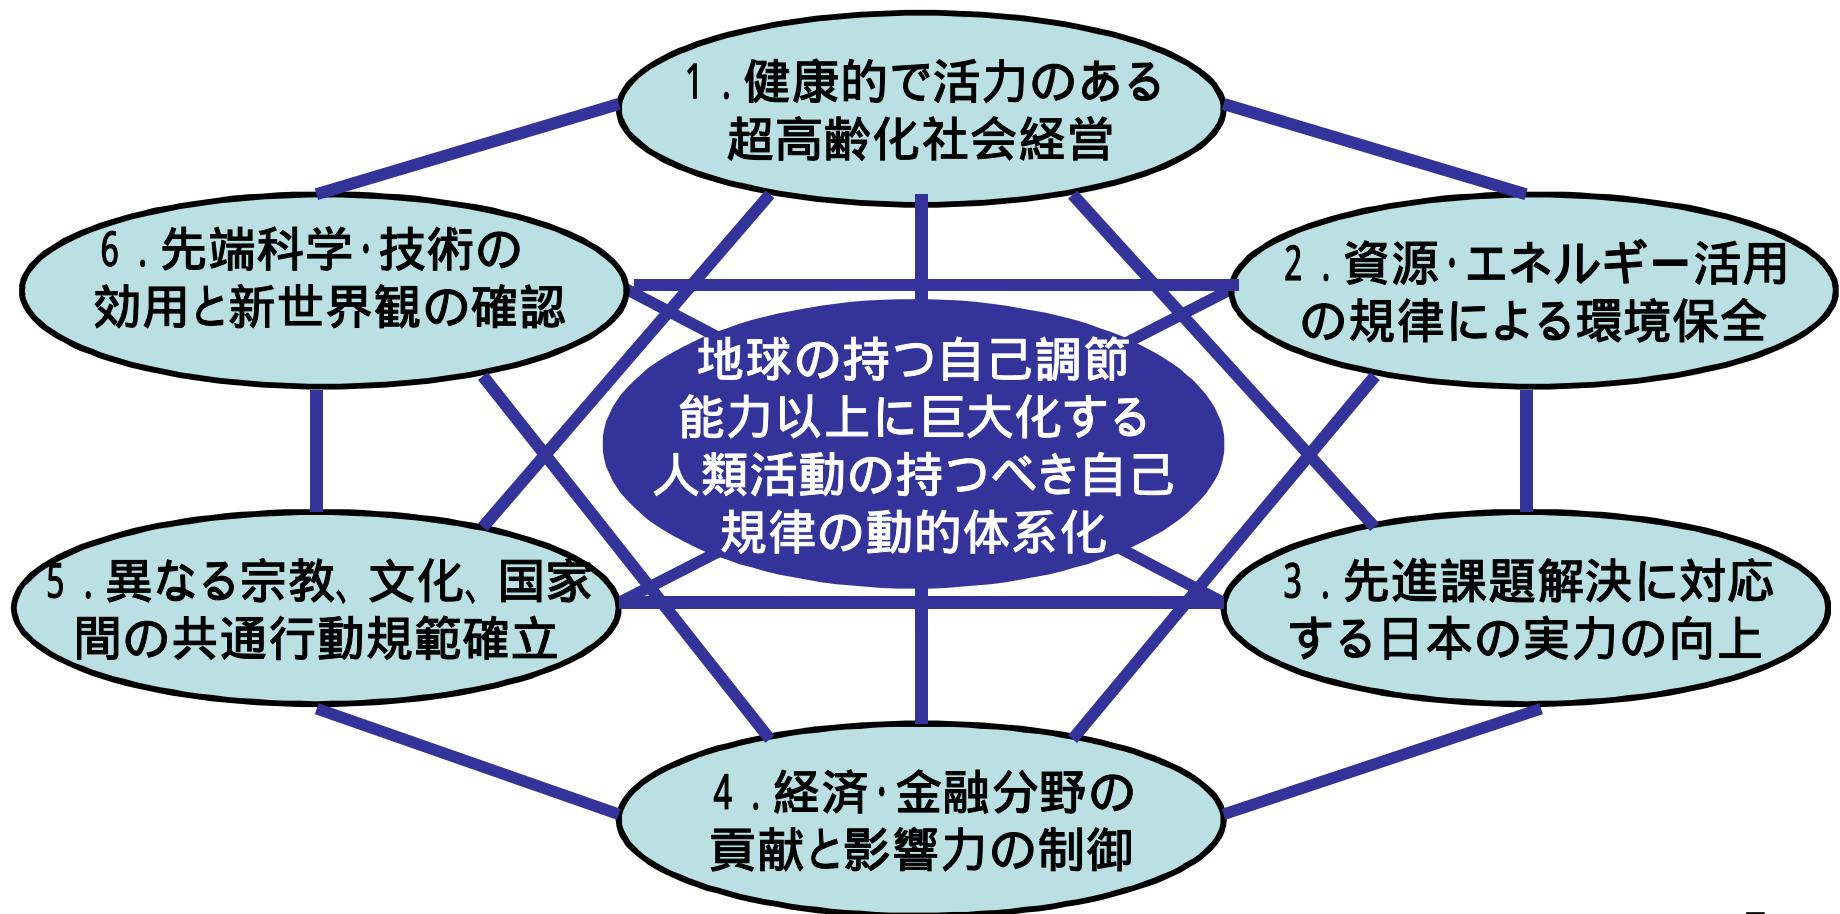 1.健康的で活力のある
超高齢化社会経営
6.先端科学･技術の
効用と新世界観の確認
2.資源･エネルギー活用
の規律による環境保全
地球の持つ自己調節
能力以上に巨大化する
人類活動の持つべき自己
規律の動的体系化
5.異なる宗教、文化、国家
間の共通行動規範確立
3.先進課題解決に対応
する日本の実力の向上
4.経済･金融分野の
貢献と影響力の制御